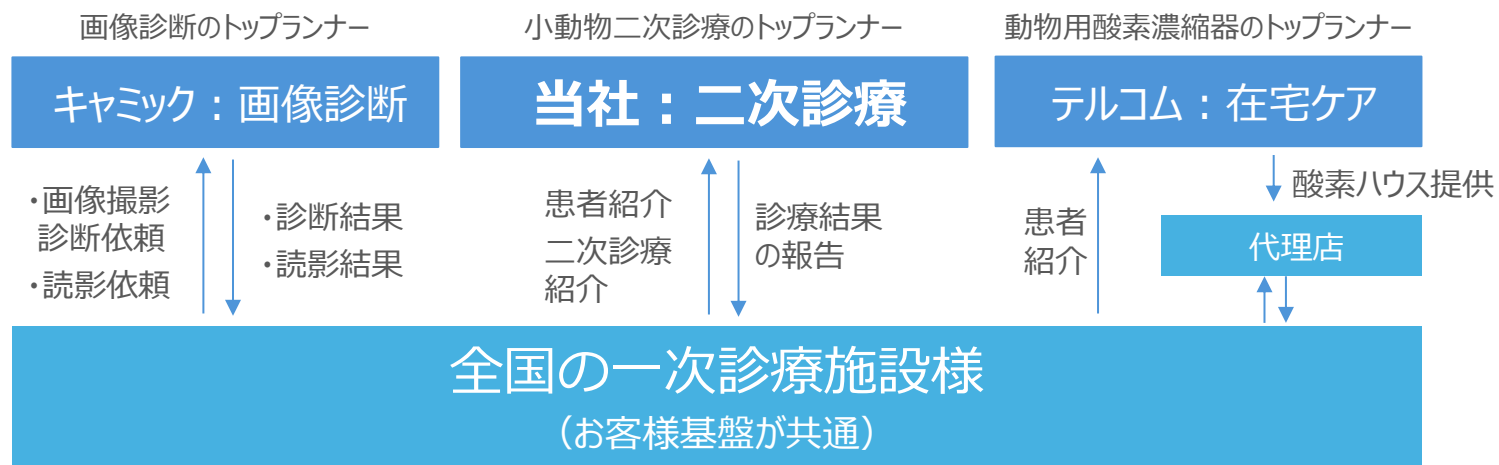 画像診断のトップランナー
小動物二次診療のトップランナー
動物用酸素濃縮器のトップランナー
キャミック：画像診断
当社：二次診療
テルコム：在宅ケア
・画像撮影
診断依頼
・読影依頼
・診断結果
・読影結果
患者紹介
二次診療
紹介
診療結果
の報告
患者
紹介
酸素ハウス提供
代理店
全国の一次診療施設様
（お客様基盤が共通）